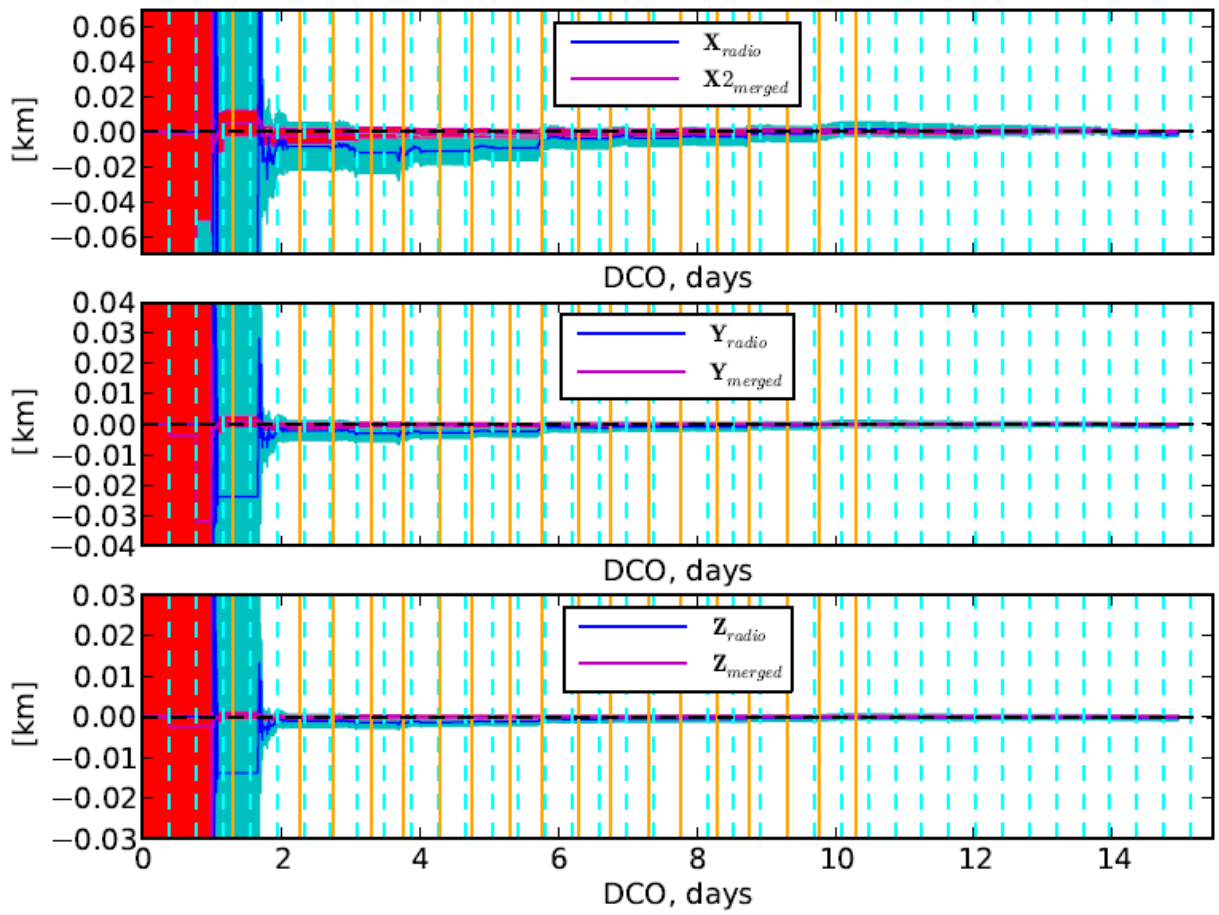 0.06
0.04
0.02
0.00
−0.02
−0.04
−0.06
[km]
X_radio
X2_merged
DCO, days
0.04
0.03
0.02
0.01
0.00
−0.01
−0.02
−0.03
−0.04
[km]
Y_radio
Y_merged
DCO, days
0.03
0.02
0.01
0.00
−0.01
−0.02
−0.03
[km]
Z_radio
Z_merged
0 2 4 6 8 10 12 14
DCO, days